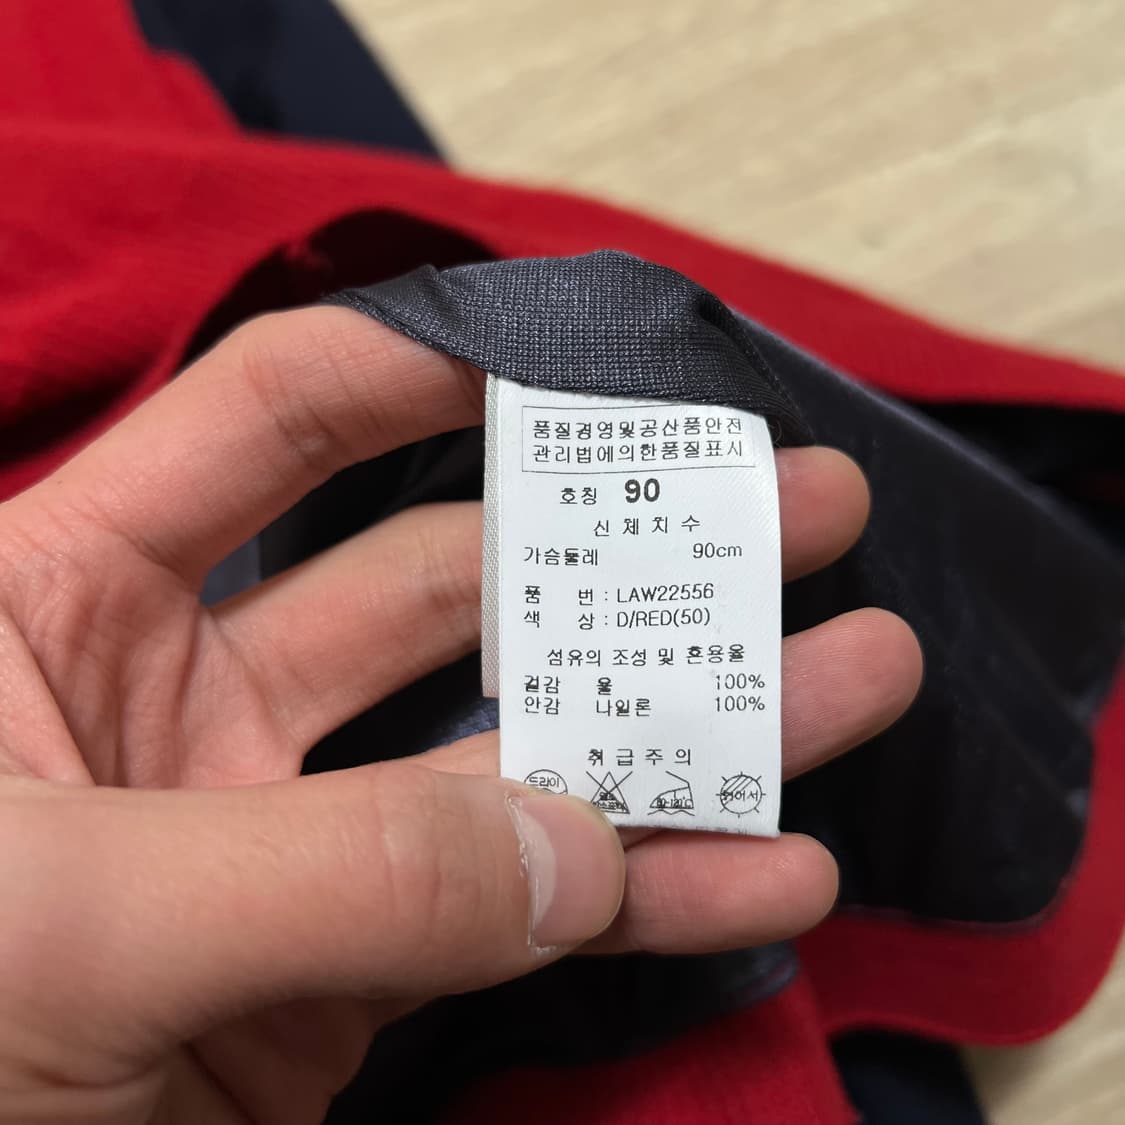 품질경영및공산품안전
관리법에의한품질표시
호칭 90
신체치수
가슴둘레 90cm
품 번 : LAW22556
색 상 : D/RED(50)
섬유의 조성 및 혼용율
겉감 울 100%
안감 나일론 100%
취급주의
드라이